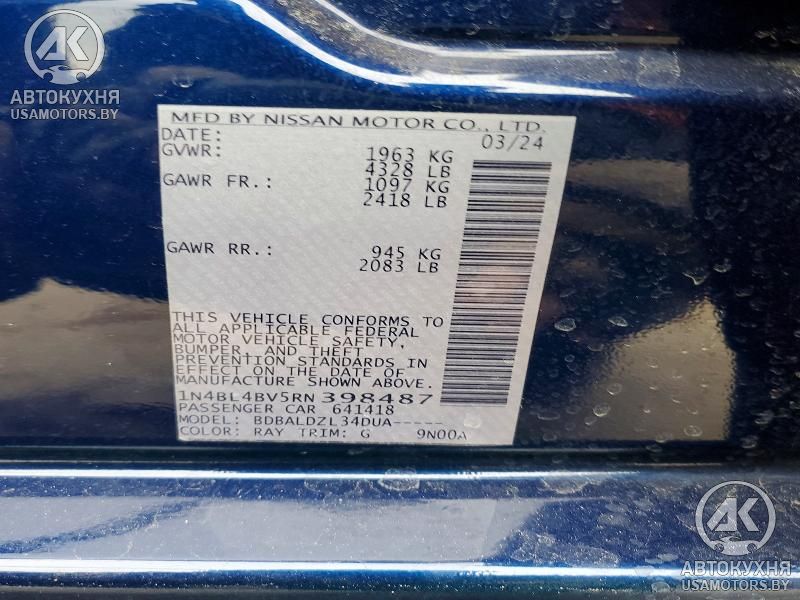 АК
АВТОКУХНЯ
USAMOTORS.BY
MFD BY NISSAN MOTOR CO., LTD.
DATE: 03/24
GVWR: 1963 KG
4328 LB
GAWR FR.: 1097 KG
2418 LB
GAWR RR.: 945 KG
2083 LB
THIS VEHICLE CONFORMS TO
ALL APPLICABLE FEDERAL
MOTOR VEHICLE SAFETY,
BUMPER, AND THEFT
PREVENTION STANDARDS IN
EFFECT ON THE DATE OF
MANUFACTURE SHOWN ABOVE.
1N4BL4BV5RN398487
PASSENGER CAR 641418
MODEL: BDBALDZL34DUA-----
COLOR: RAY TRIM: G 9N00A
АК
АВТОКУХНЯ
USAMOTORS.BY